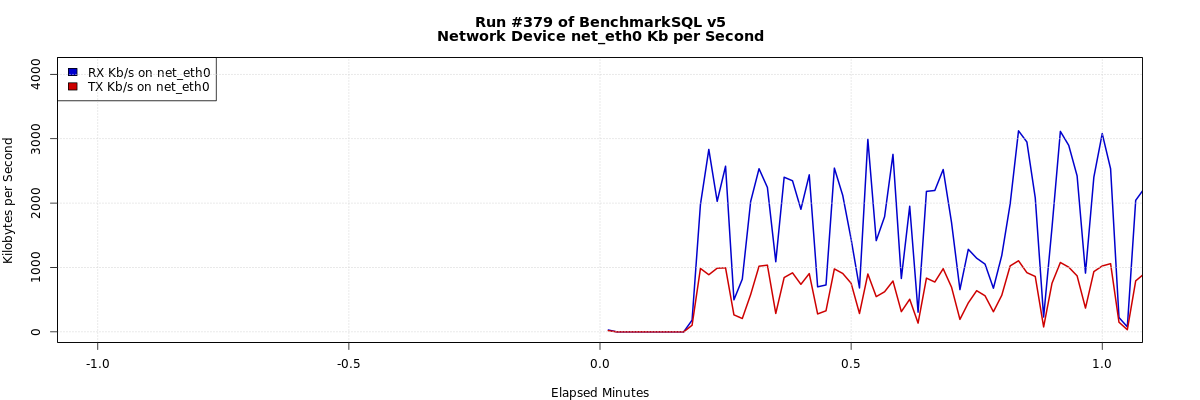 Run #379 of BenchmarkSQL v5
Network Device net_eth0 Kb per Second
RX Kb/s on net_eth0
TX Kb/s on net_eth0
Kilobytes per Second
4000
3000
2000
1000
0
-1.0
-0.5
0.0
0.5
1.0
Elapsed Minutes